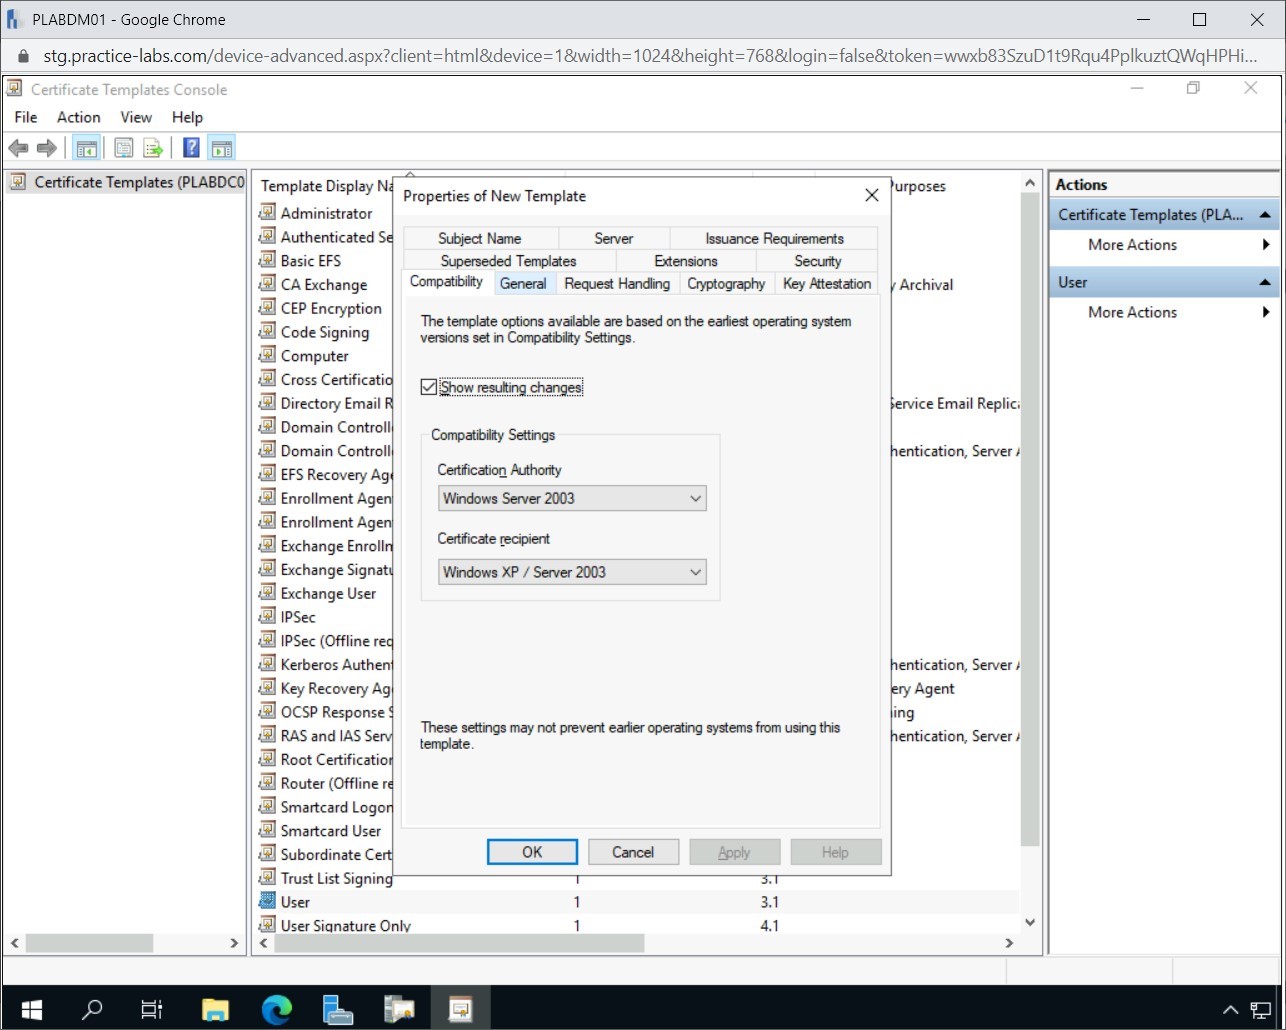 PLABDM01 - Google Chrome
stg.practice-labs.com/device-advanced.aspx?client=html&device=1&width=1024&height=768&login=false&token=wwxb83SzuD1t9Rqu4PplkuztQWqHPHi...
Certificate Templates Console
File Action View Help
Certificate Templates (PLABDC0
Template Display Na
urposes
Administrator
Authenticated Se
Basic EFS
CA Exchange
y Archival
CEP Encryption
Code Signing
Computer
Cross Certificatio
Directory Email R
Service Email Replica
Domain Controll
Domain Controll
hentication, Server A
EFS Recovery Age
Enrollment Agen
Enrollment Agen
Exchange Enrolln
Exchange Signatu
Exchange User
IPSec
IPSec (Offline req
Kerberos Authent
hentication, Server A
Key Recovery Ag
ery Agent
OCSP Response S
ning
RAS and IAS Serv
hentication, Server A
Root Certification
Router (Offline re
Smartcard Logon
Smartcard User
Subordinate Cert
Trust List Signing 1 3.1
User 1 3.1
User Signature Only 1 4.1
Properties of New Template
Subject Name Server Issuance Requirements
Superseded Templates Extensions Security
Compatibility General Request Handling Cryptography Key Attestation
The template options available are based on the earliest operating system
versions set in Compatibility Settings.
Show resulting changes
Compatibility Settings
Certification Authority
Windows Server 2003
Certificate recipient
Windows XP / Server 2003
These settings may not prevent earlier operating systems from using this
template.
OK Cancel Apply Help
Actions
Certificate Templates (PLA...
More Actions
User
More Actions